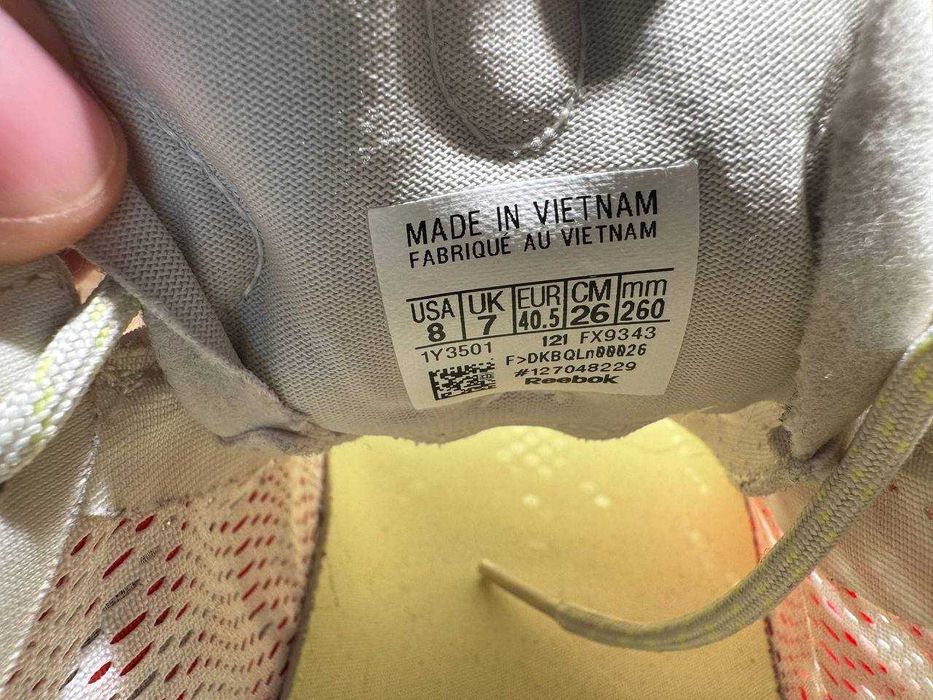 MADE IN VIETNAM
FABRIQUÉ AU VIETNAM
USA UK EUR CM mm
8 7 40.5 26 260
1Y3501 121 FX9343
F>DKBQLn00026
#127048229
Reebok